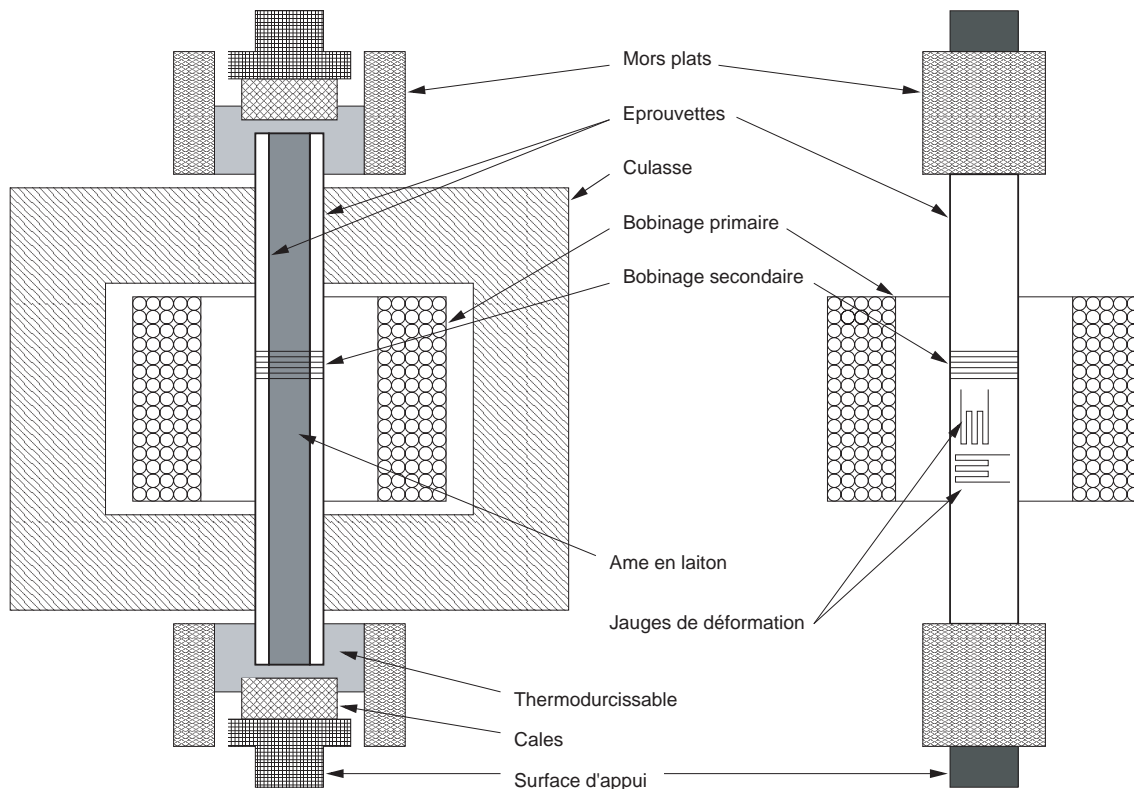 Mors plats
Eprouvettes
Culasse
Bobinage primaire
Bobinage secondaire
Ame en laiton
Jauges de déformation
Thermodurcissable
Cales
Surface d'appui